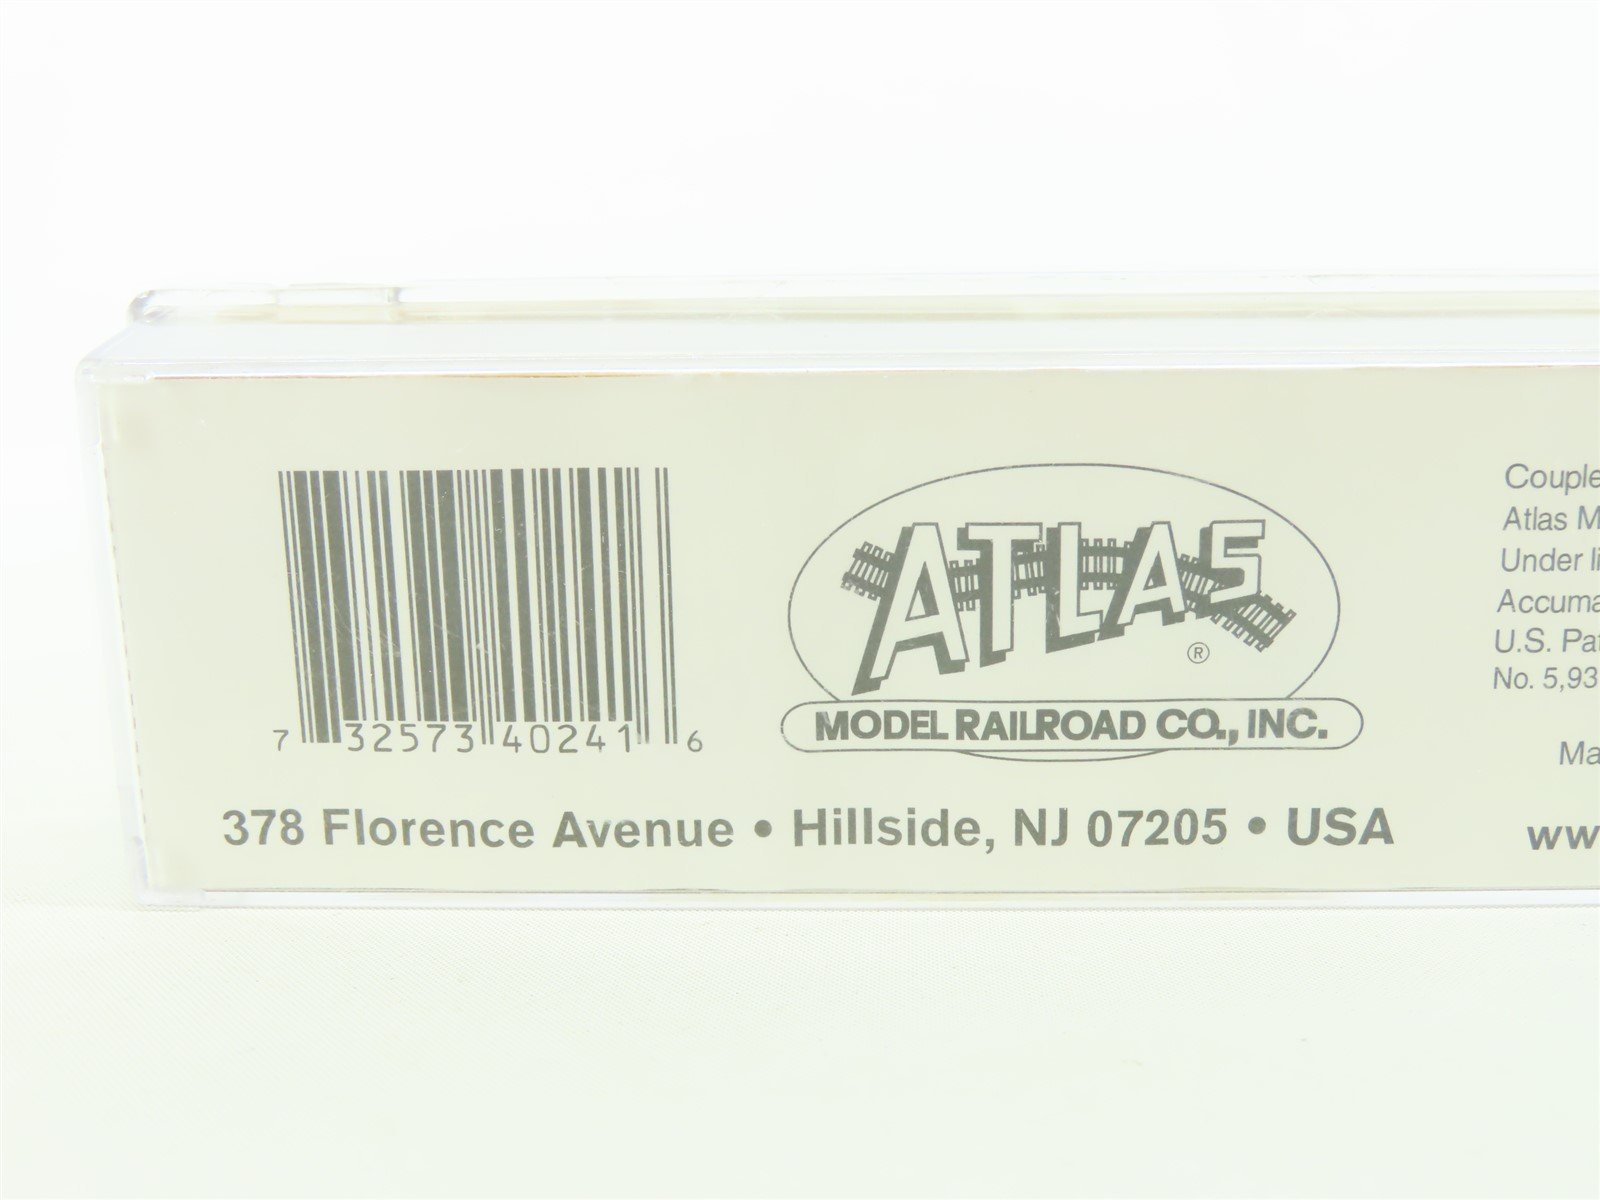 ATLAS ®
MODEL RAILROAD CO., INC.
7 32573 40241 6
378 Florence Avenue • Hillside, NJ 07205 • USA
Couple
Atlas M
Under li
Accuma
U.S. Pat
No. 5,93
Ma
ww